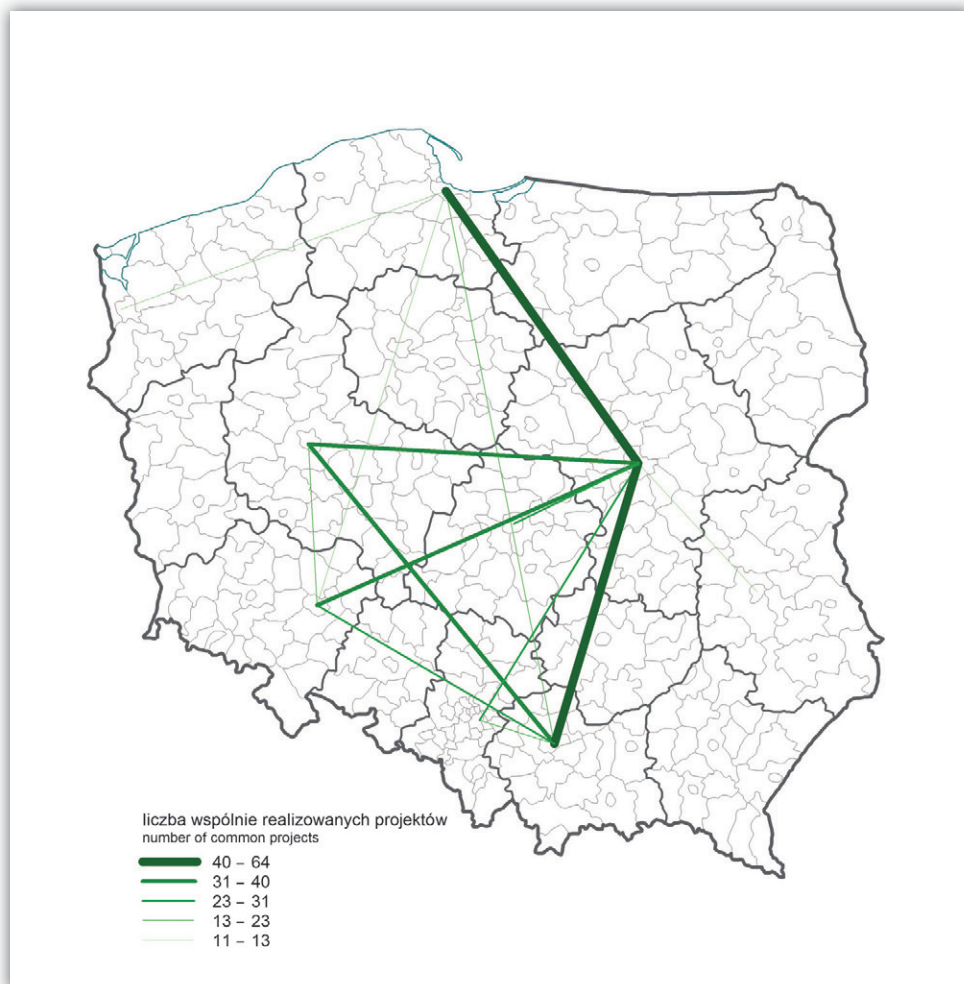 liczba wspólnie realizowanych projektów
number of common projects
40 – 64
31 – 40
23 – 31
13 – 23
11 – 13